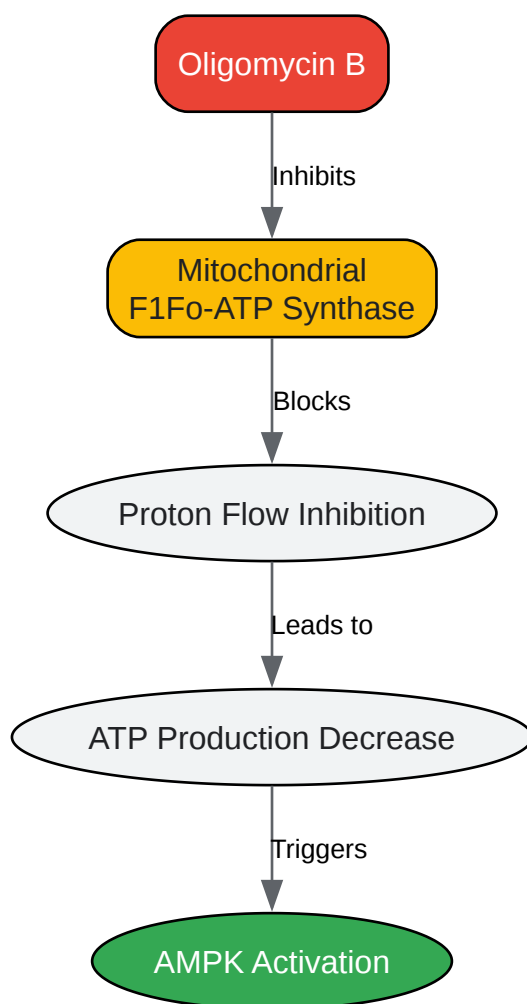 Oligomycin B
Inhibits
Mitochondrial
F1Fo-ATP Synthase
Blocks
Proton Flow Inhibition
Leads to
ATP Production Decrease
Triggers
AMPK Activation